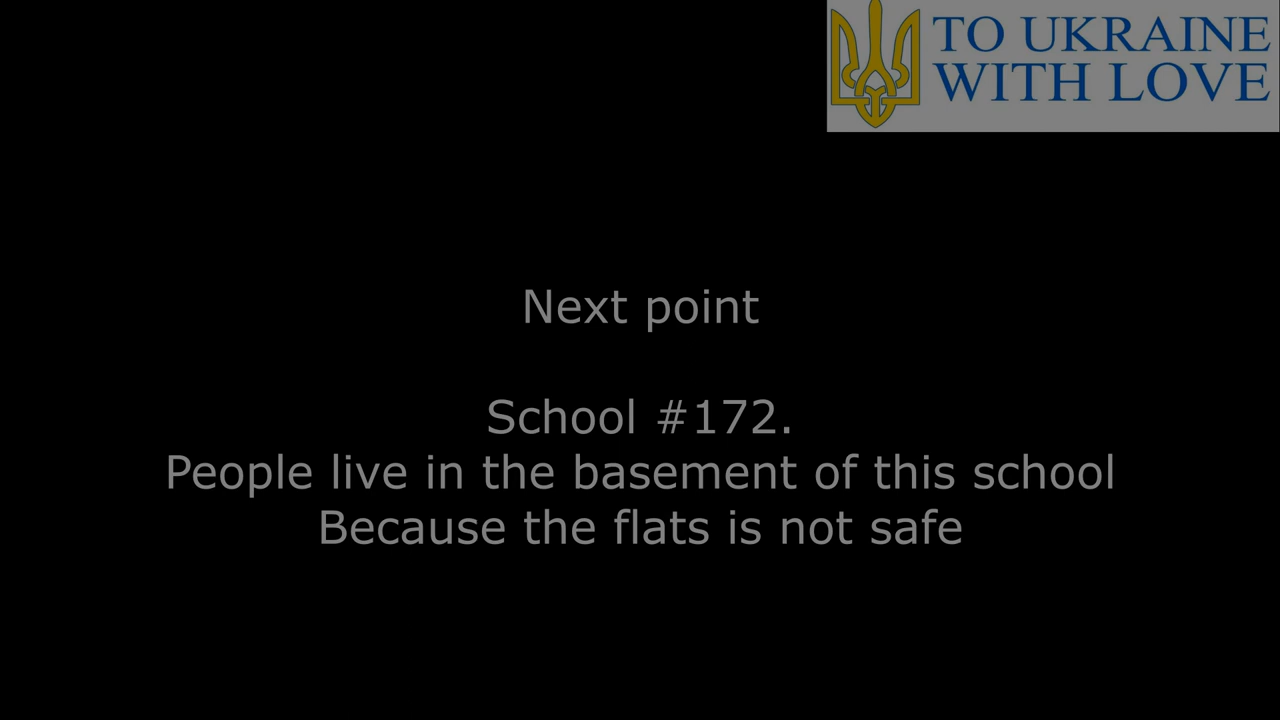 TO UKRAINE
WITH LOVE
Next point
School #172.
People live in the basement of this school
Because the flats is not safe